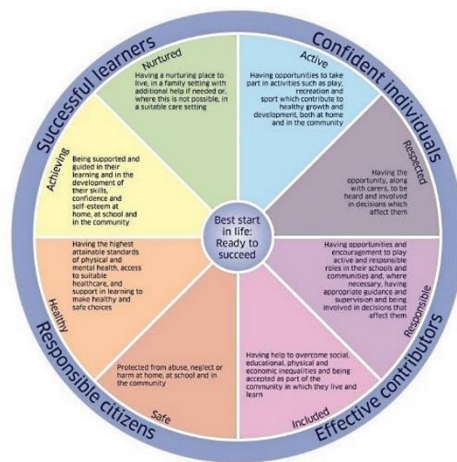 Successful learners
Confident individuals
Nurtured
Having a nurturing place to
live, in a family setting with
additional help if needed or,
where this is not possible, in
a suitable care setting
Active
Having opportunities to take
part in activities such as play,
recreation and
sport which contribute to
healthy growth and
development, both at home
and in the community
Achieving
Being supported and
guided in their
learning and in the
development of
their skills,
confidence and
self-esteem at
home, at school and
in the community
Respected
Having the
opportunity, along
with carers, to be
heard and involved
in decisions which
affect them
Best start
in life:
Ready to
succeed
Healthy
Having the highest
attainable standards
of physical and
mental health, access
to suitable
healthcare, and
support in learning to
make healthy and
safe choices
Responsible
Having opportunities and
encouragement to play
active and responsible
roles in their schools and
communities and, where
necessary, having
appropriate guidance and
supervision and being
involved in decisions that
affect them
Protected from abuse, neglect or
harm at home, at school and in
the community
Safe
Having help to overcome social,
educational, physical and
economic inequalities and being
accepted as part of the
community in which they live and
learn
Included
Responsible citizens
Effective contributors